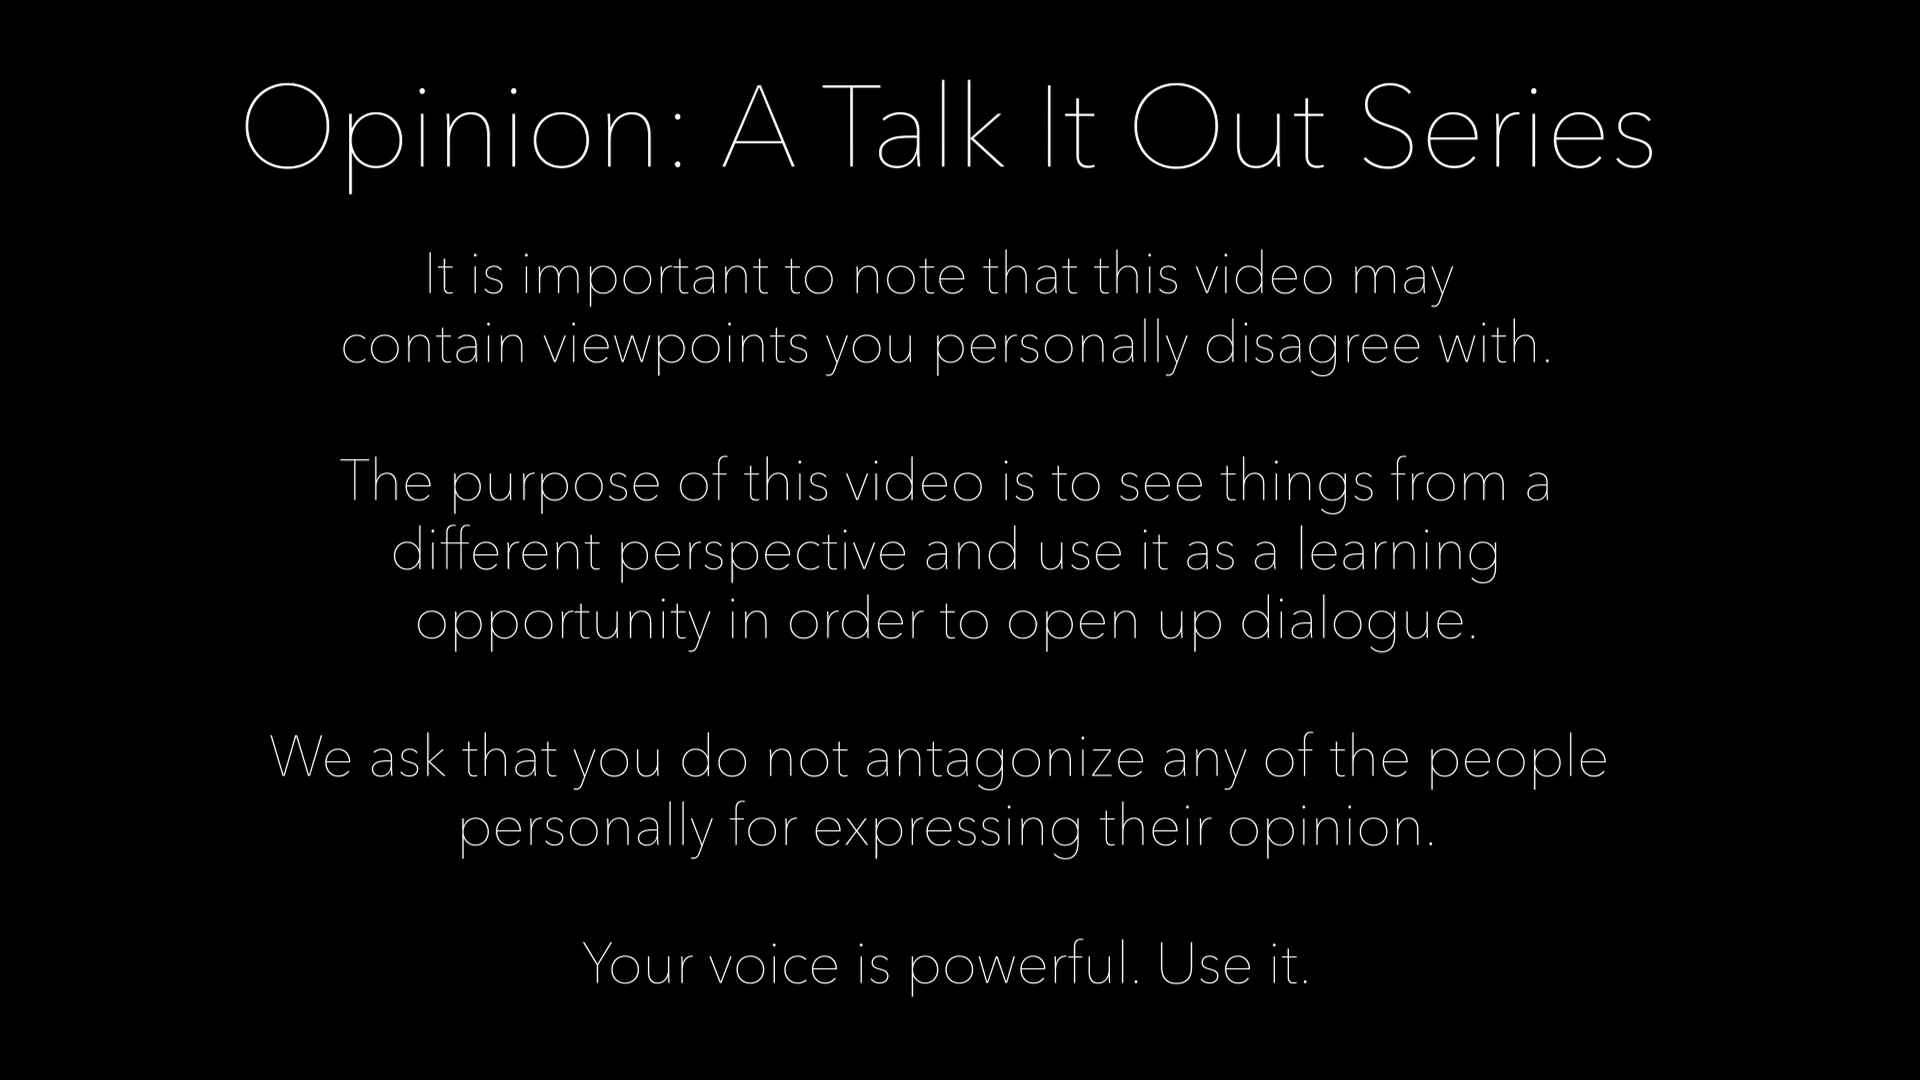 Opinion: A Talk It Out Series
It is important to note that this video may
contain viewpoints you personally disagree with.
The purpose of this video is to see things from a
different perspective and use it as a learning
opportunity in order to open up dialogue.
We ask that you do not antagonize any of the people
personally for expressing their opinion.
Your voice is powerful. Use it.